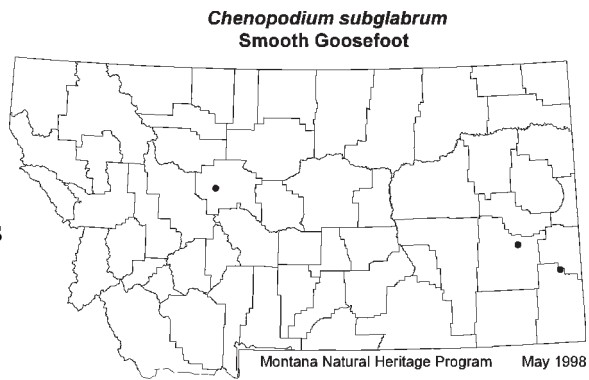 Chenopodium subglabrum
Smooth Goosefoot
s
Montana Natural Heritage Program May 1998